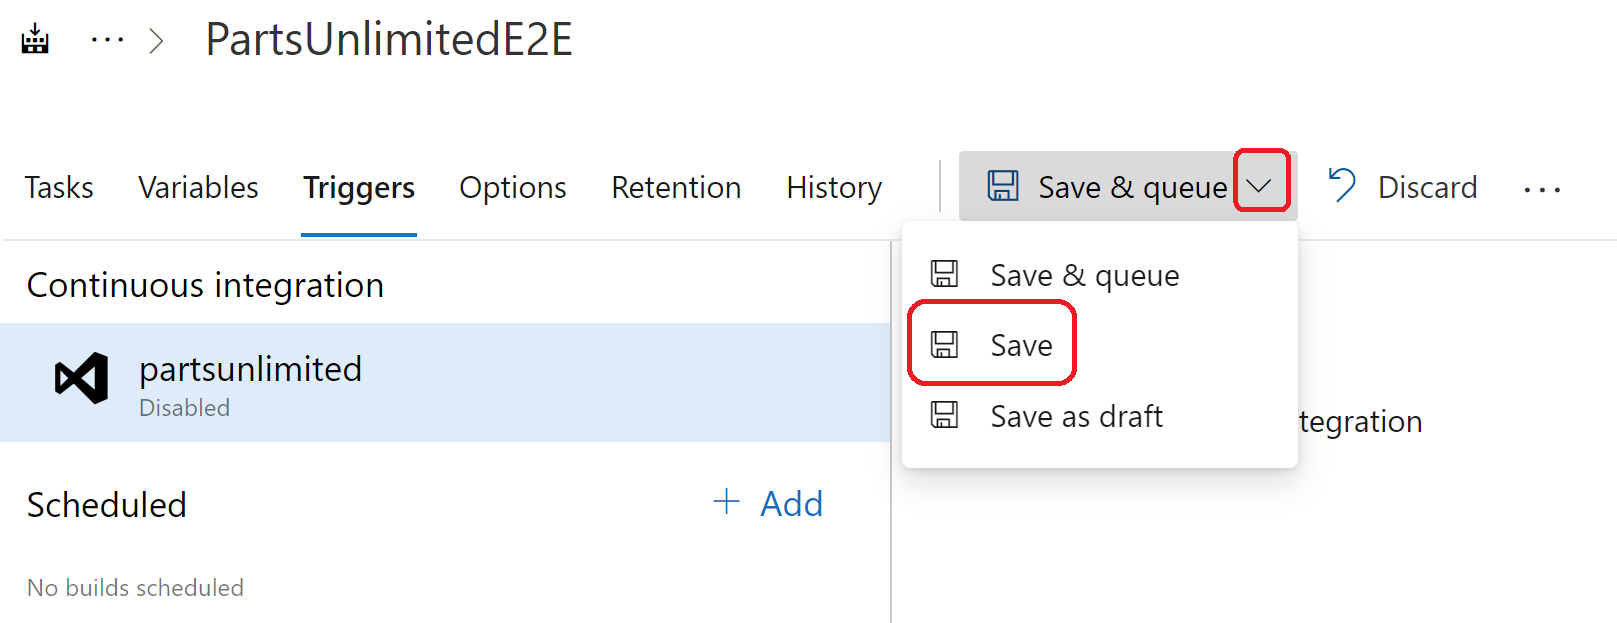 ··· > PartsUnlimitedE2E
Tasks Variables Triggers Options Retention History Save & queue Discard ···
Continuous integration
partsunlimited
Disabled
Scheduled
+ Add
No builds scheduled
Save & queue
Save
Save as draft
tegration